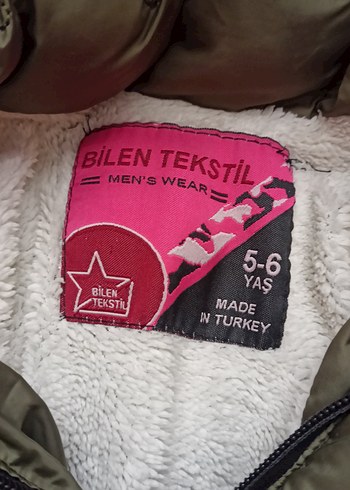 BİLEN TEKSTİL
MEN'S WEAR
5-6
YAŞ
BİLEN
TEKSTİL
MADE
IN TURKEY